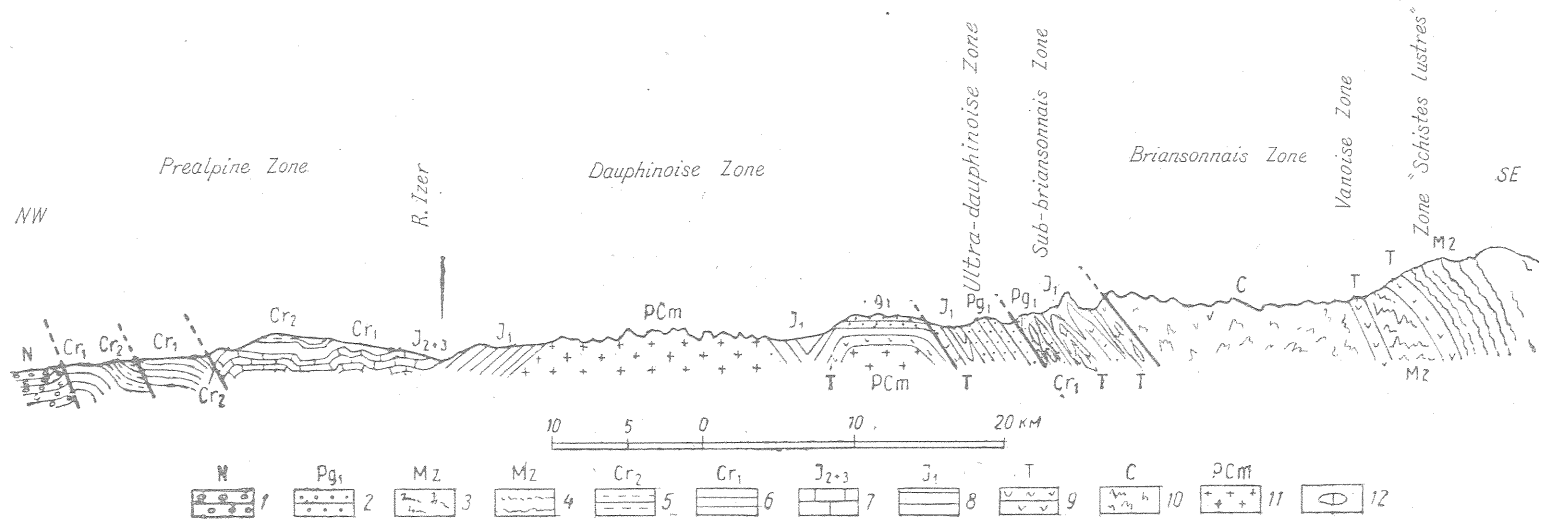 Ultra-dauphinoise Zone
Sub-briansonnais Zone
Vanoise Zone
Zone "Schistes lustres"
Prealpine Zone
Dauphinoise Zone
Briansonnais Zone
R. Izer
NW
SE
N Cr₁ Cr₂ Cr₁ Cr₂ Cr₁ J₂₊₃ J₁ PCm J₁ J₁ Pg₁ Pg₁ J₁ C T T Mz
Cr₂ T PCm T Cr₁ T T Mz
10 5 0 10 20 км
N Pg₁ Mz Mz Cr₂ Cr₁ J₂₊₃ J₁ T C PCm
1 2 3 4 5 6 7 8 9 10 11 12